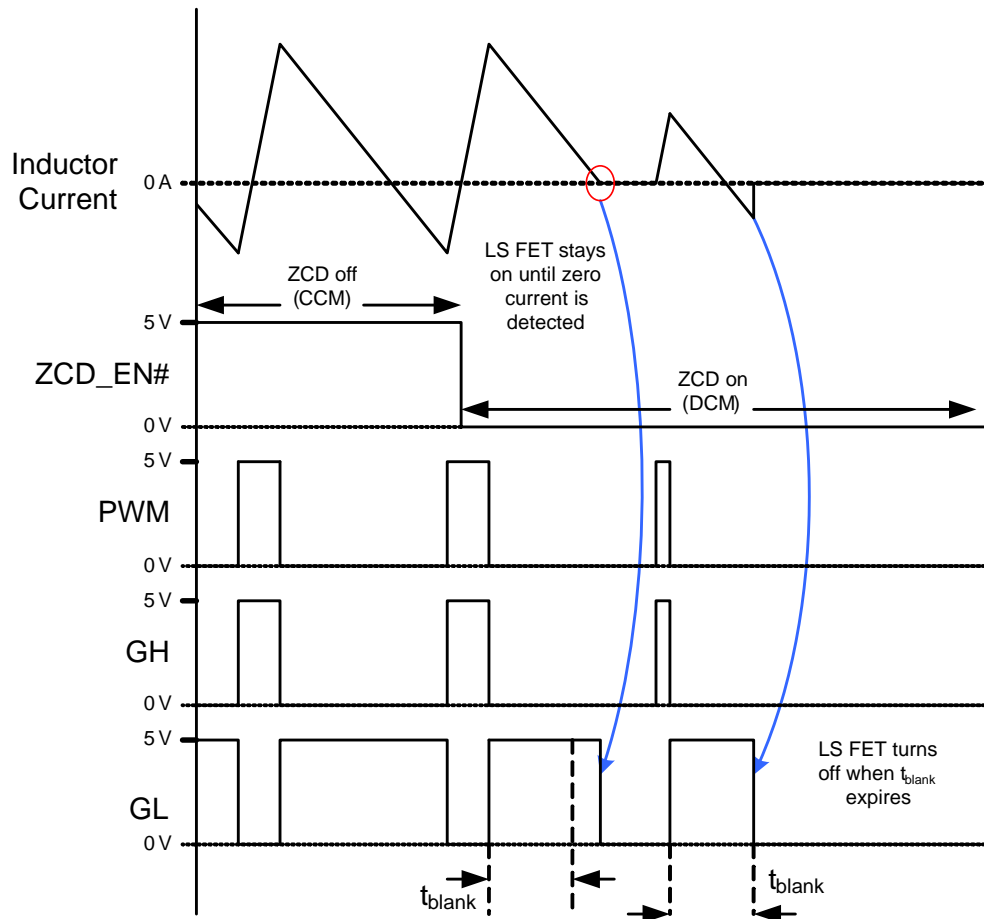 Inductor
Current
0 A
LS FET stays
on until zero
current is
detected
ZCD off
(CCM)
5 V
ZCD_EN#
0 V
ZCD on
(DCM)
5 V
PWM
0 V
5 V
GH
0 V
5 V
GL
0 V
LS FET turns
off when tblank
expires
tblank
tblank